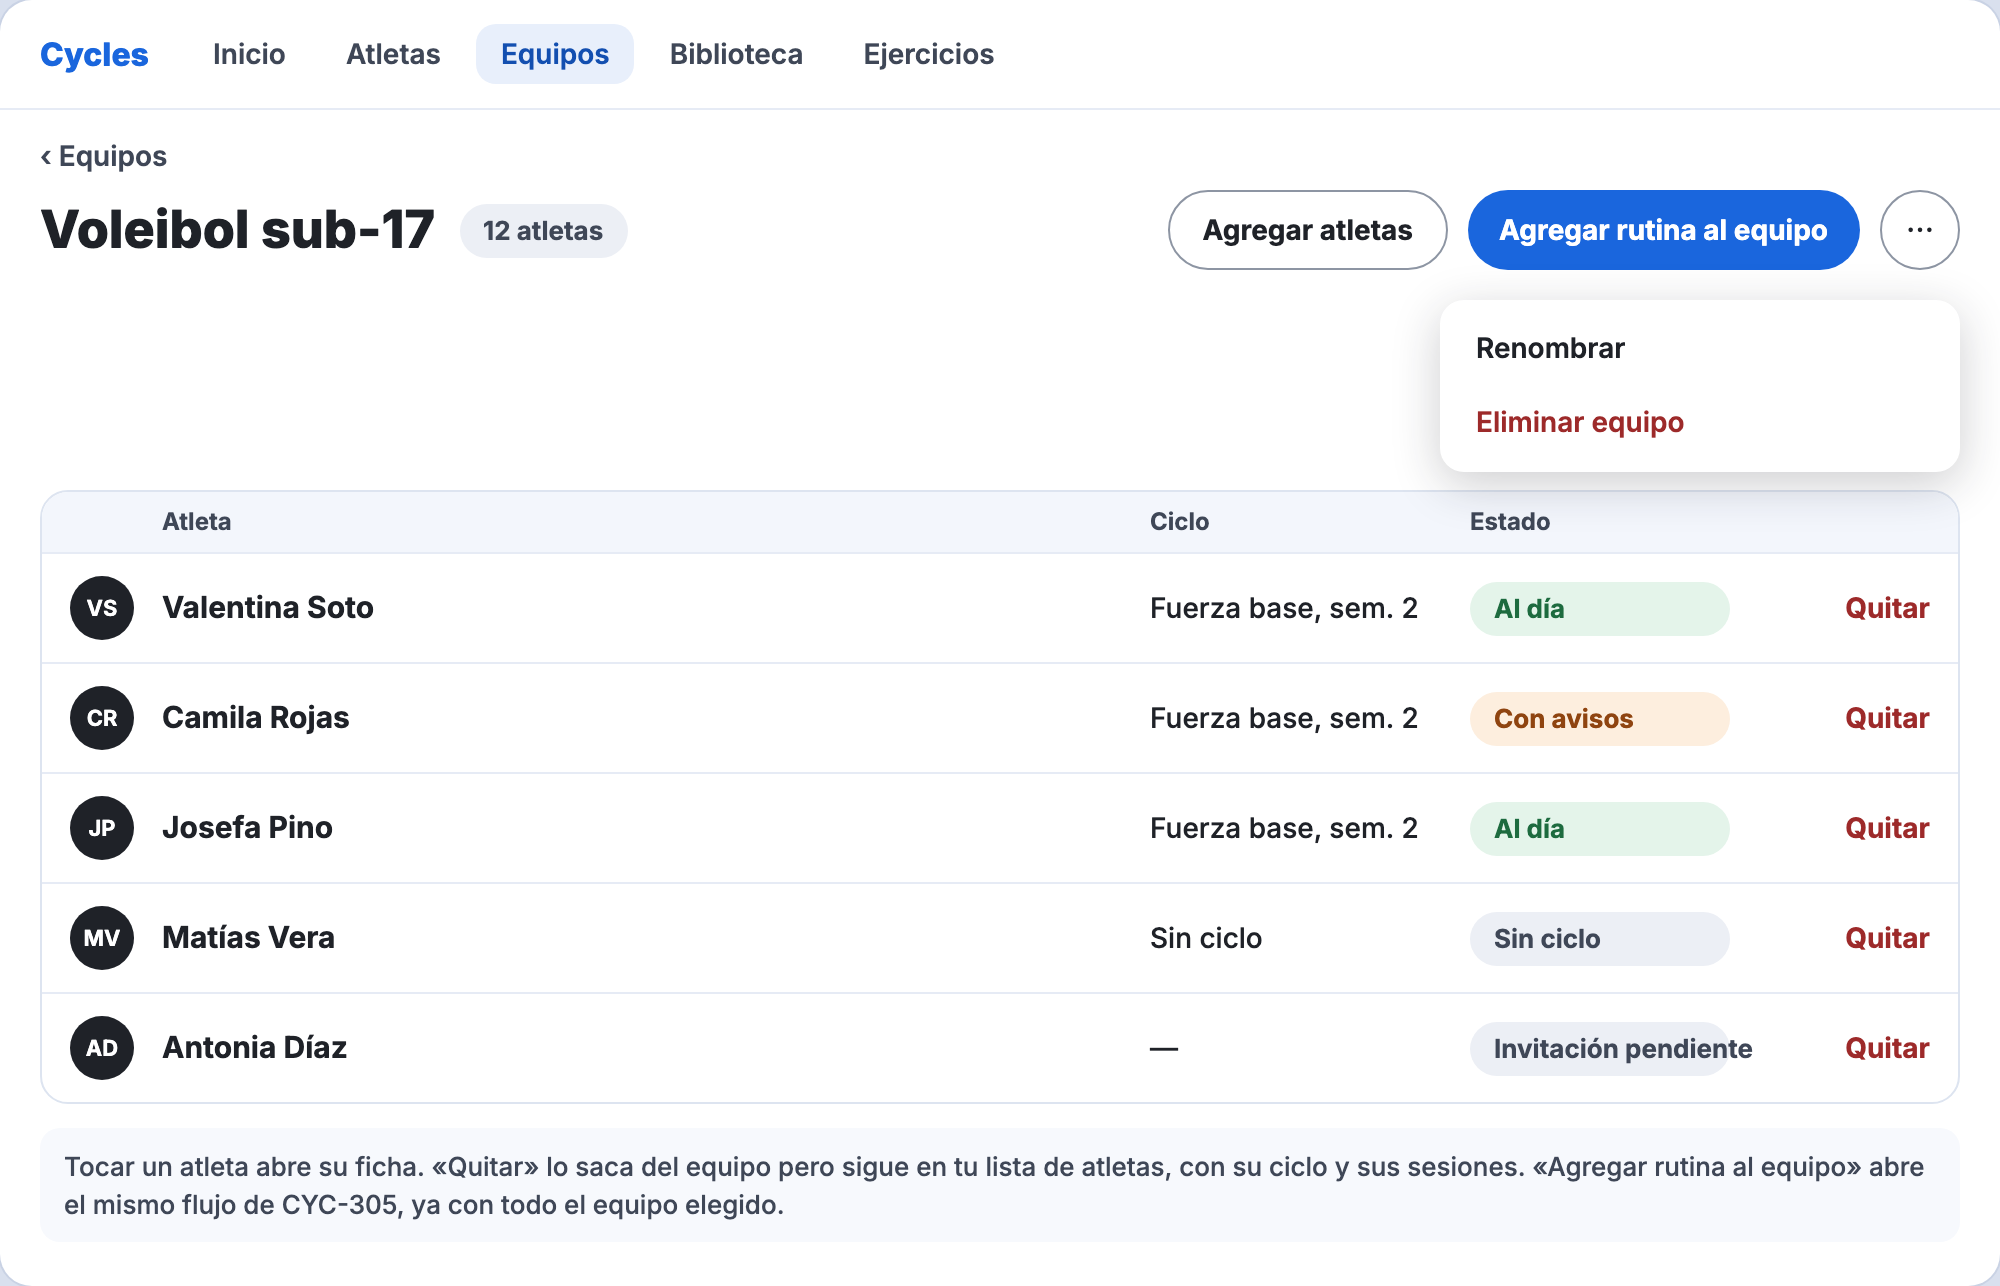 Cycles Inicio Atletas Equipos Biblioteca Ejercicios
‹ Equipos
Voleibol sub-17 12 atletas Agregar atletas Agregar rutina al equipo ···
Renombrar
Eliminar equipo
Atleta Ciclo Estado
VS Valentina Soto Fuerza base, sem. 2 Al día Quitar
CR Camila Rojas Fuerza base, sem. 2 Con avisos Quitar
JP Josefa Pino Fuerza base, sem. 2 Al día Quitar
MV Matías Vera Sin ciclo Sin ciclo Quitar
AD Antonia Díaz — Invitación pendiente Quitar
Tocar un atleta abre su ficha. «Quitar» lo saca del equipo pero sigue en tu lista de atletas, con su ciclo y sus sesiones. «Agregar rutina al equipo» abre
el mismo flujo de CYC-305, ya con todo el equipo elegido.